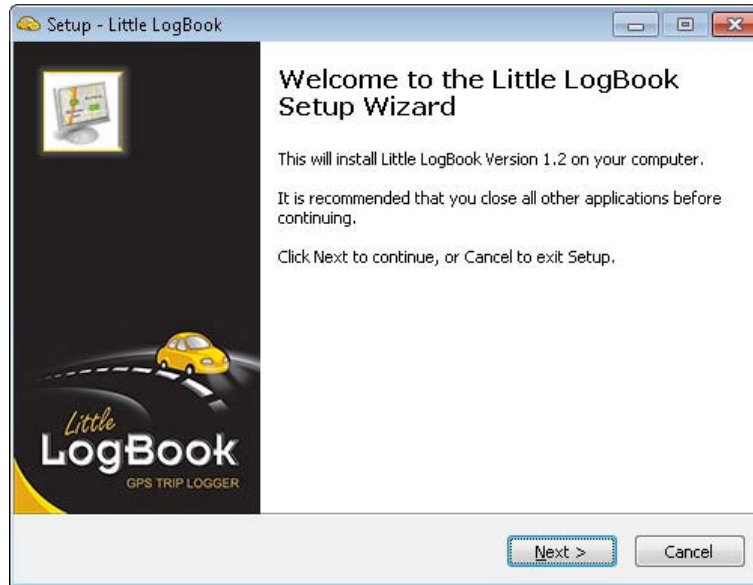 Setup - Little LogBook
Welcome to the Little LogBook
Setup Wizard
This will install Little LogBook Version 1.2 on your computer.
It is recommended that you close all other applications before
continuing.
Click Next to continue, or Cancel to exit Setup.
Little
LogBook
GPS TRIP LOGGER
Next >
Cancel